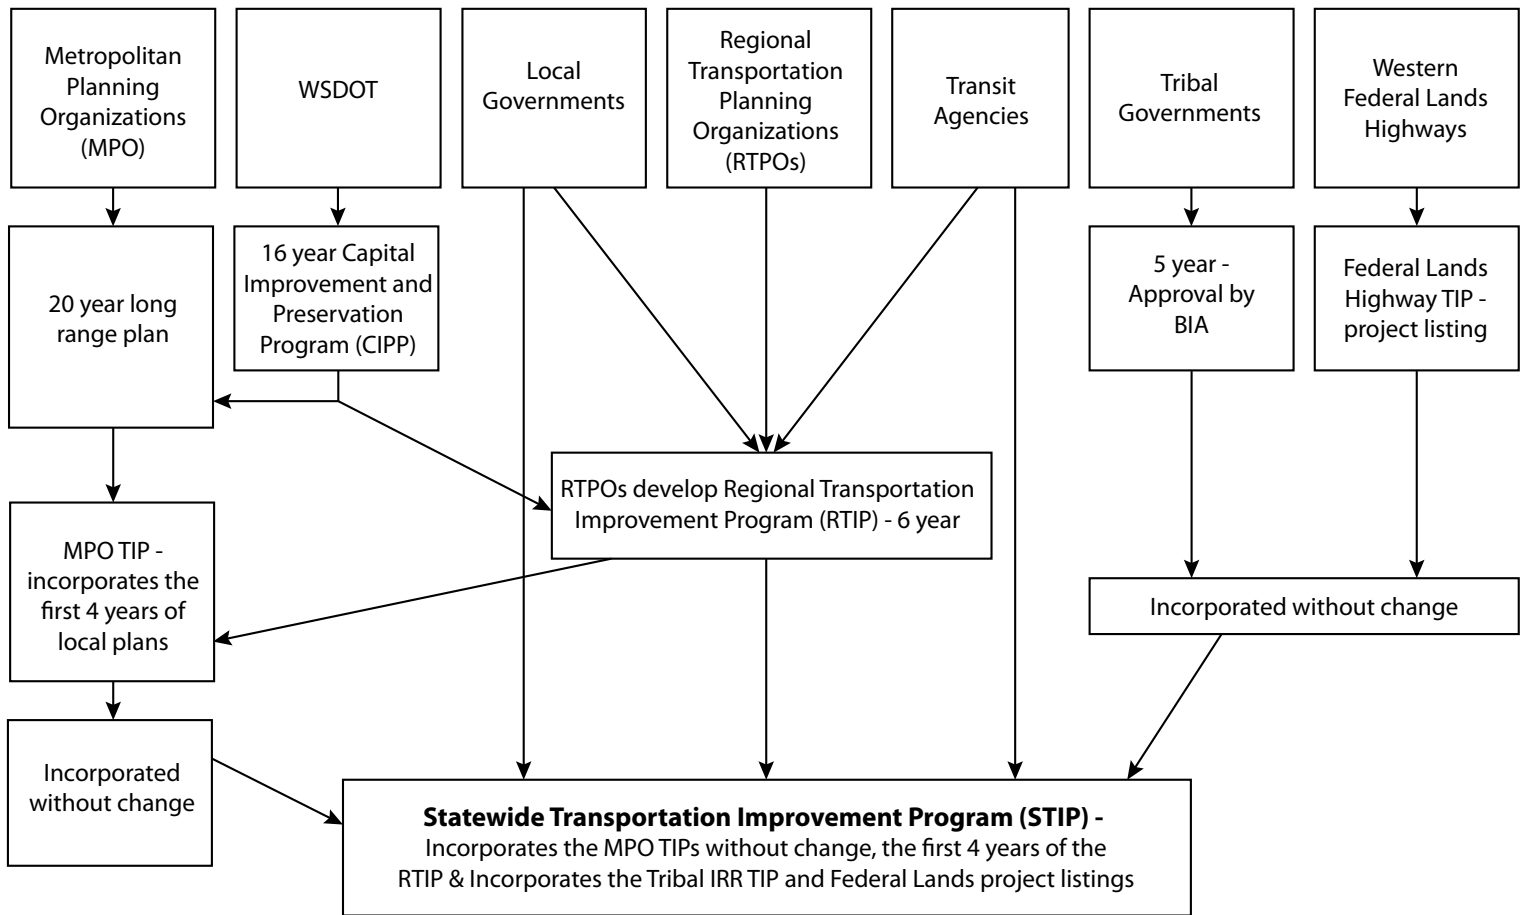 Metropolitan
Planning
Organizations
(MPO)
WSDOT
Local
Governments
Regional
Transportation
Planning
Organizations
(RTPOs)
Transit
Agencies
Tribal
Governments
Western
Federal Lands
Highways
20 year long
range plan
16 year Capital
Improvement and
Preservation
Program (CIPP)
5 year -
Approval by
BIA
Federal Lands
Highway TIP -
project listing
RTPOs develop Regional Transportation
Improvement Program (RTIP) - 6 year
MPO TIP -
incorporates the
first 4 years of
local plans
Incorporated without change
Incorporated
without change
Statewide Transportation Improvement Program (STIP) -
Incorporates the MPO TIPs without change, the first 4 years of the
RTIP & Incorporates the Tribal IRR TIP and Federal Lands project listings